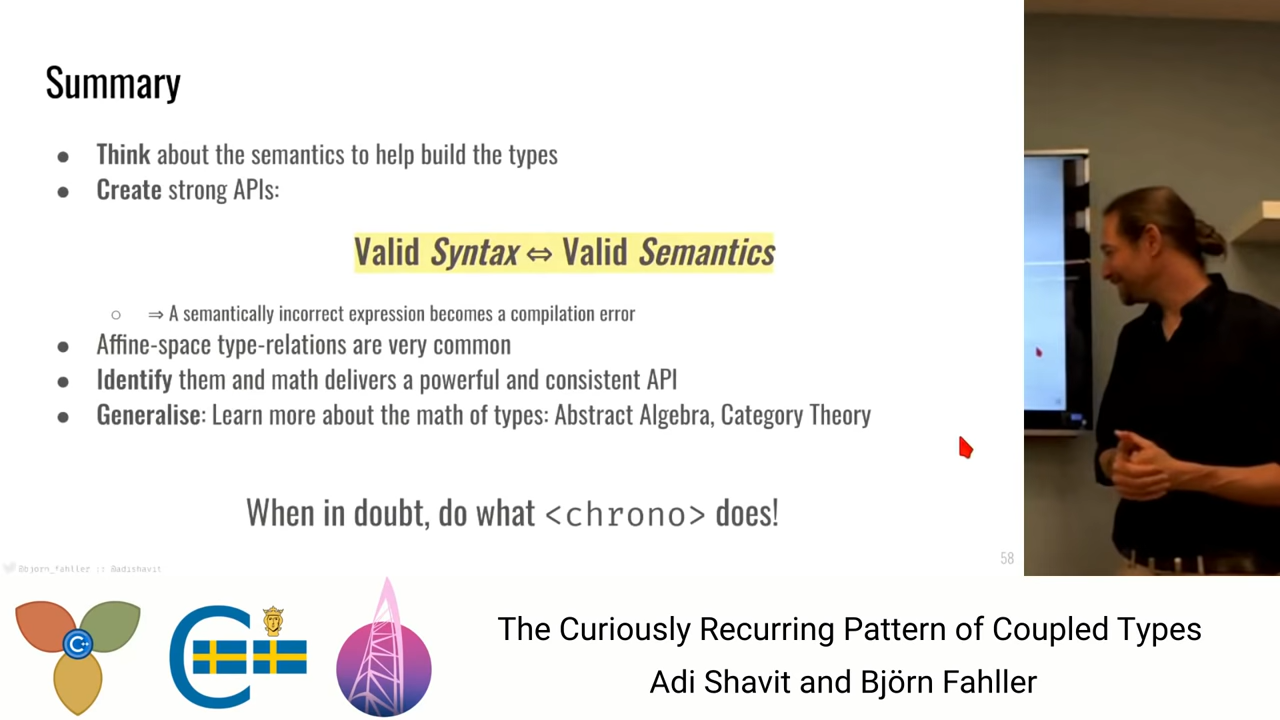 Summary
● Think about the semantics to help build the types
● Create strong APIs:
Valid Syntax ⇔ Valid Semantics
○ ⇒ A semantically incorrect expression becomes a compilation error
● Affine-space type-relations are very common
● Identify them and math delivers a powerful and consistent API
● Generalise: Learn more about the math of types: Abstract Algebra, Category Theory
When in doubt, do what <chrono> does!
@bjorn_fahller :: @adishavit
58
C++
The Curiously Recurring Pattern of Coupled Types
Adi Shavit and Björn Fahller